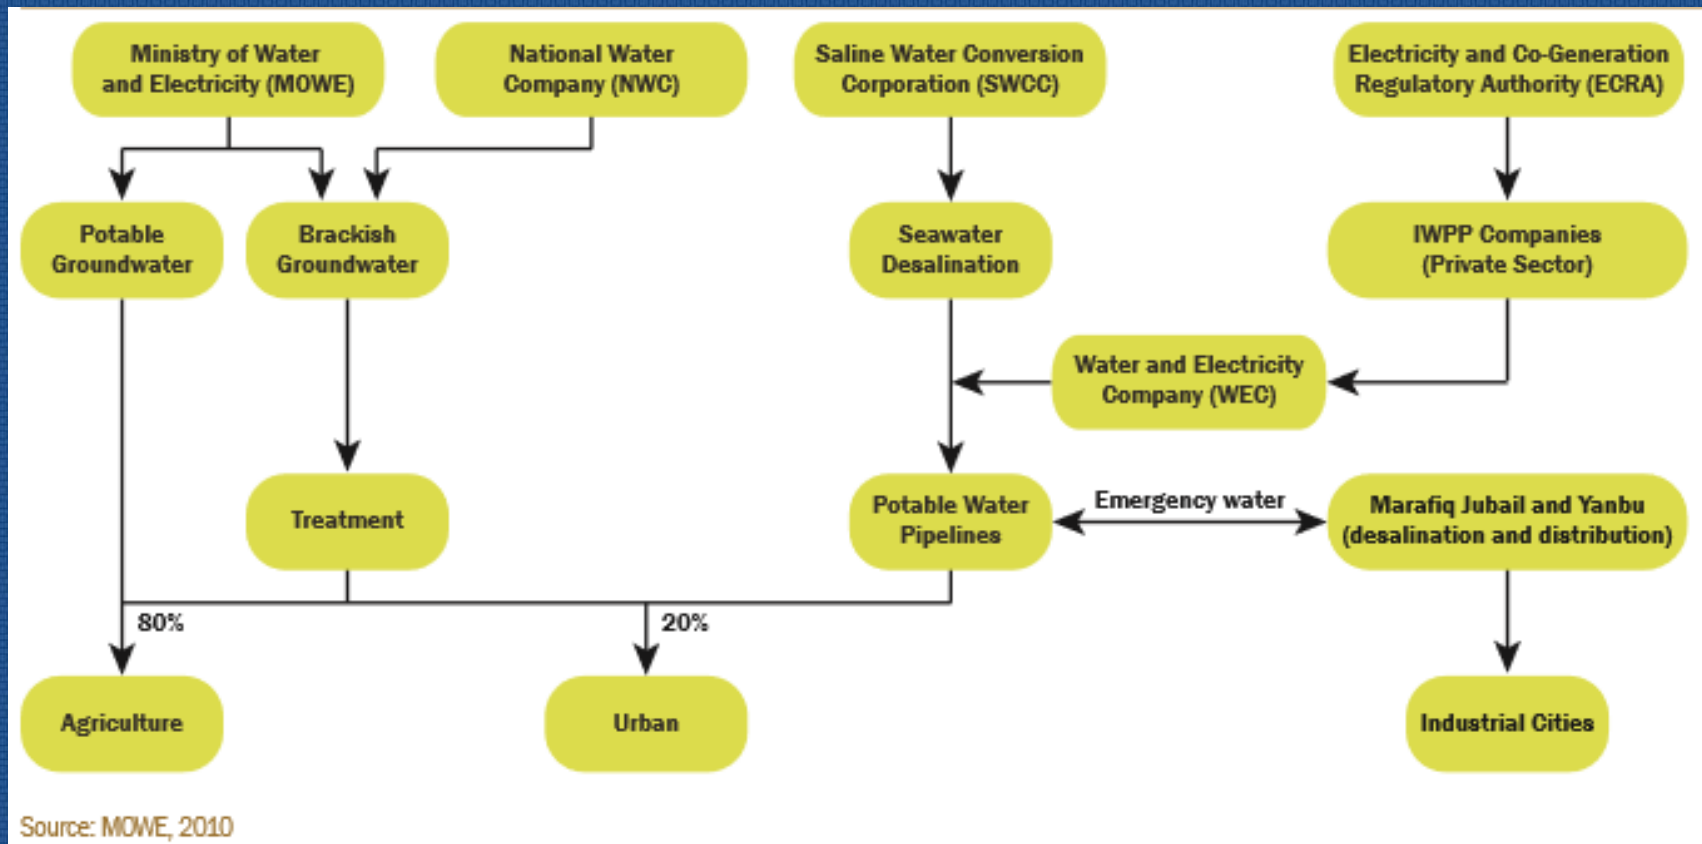 Ministry of Water
and Electricity (MOWE)
National Water
Company (NWC)
Saline Water Conversion
Corporation (SWCC)
Electricity and Co-Generation
Regulatory Authority (ECRA)
Potable
Groundwater
Brackish
Groundwater
Seawater
Desalination
IWPP Companies
(Private Sector)
Water and Electricity
Company (WEC)
Treatment
Potable Water
Pipelines
Emergency water
Marafiq Jubail and Yanbu
(desalination and distribution)
80%
20%
Agriculture
Urban
Industrial Cities
Source: MOWE, 2010